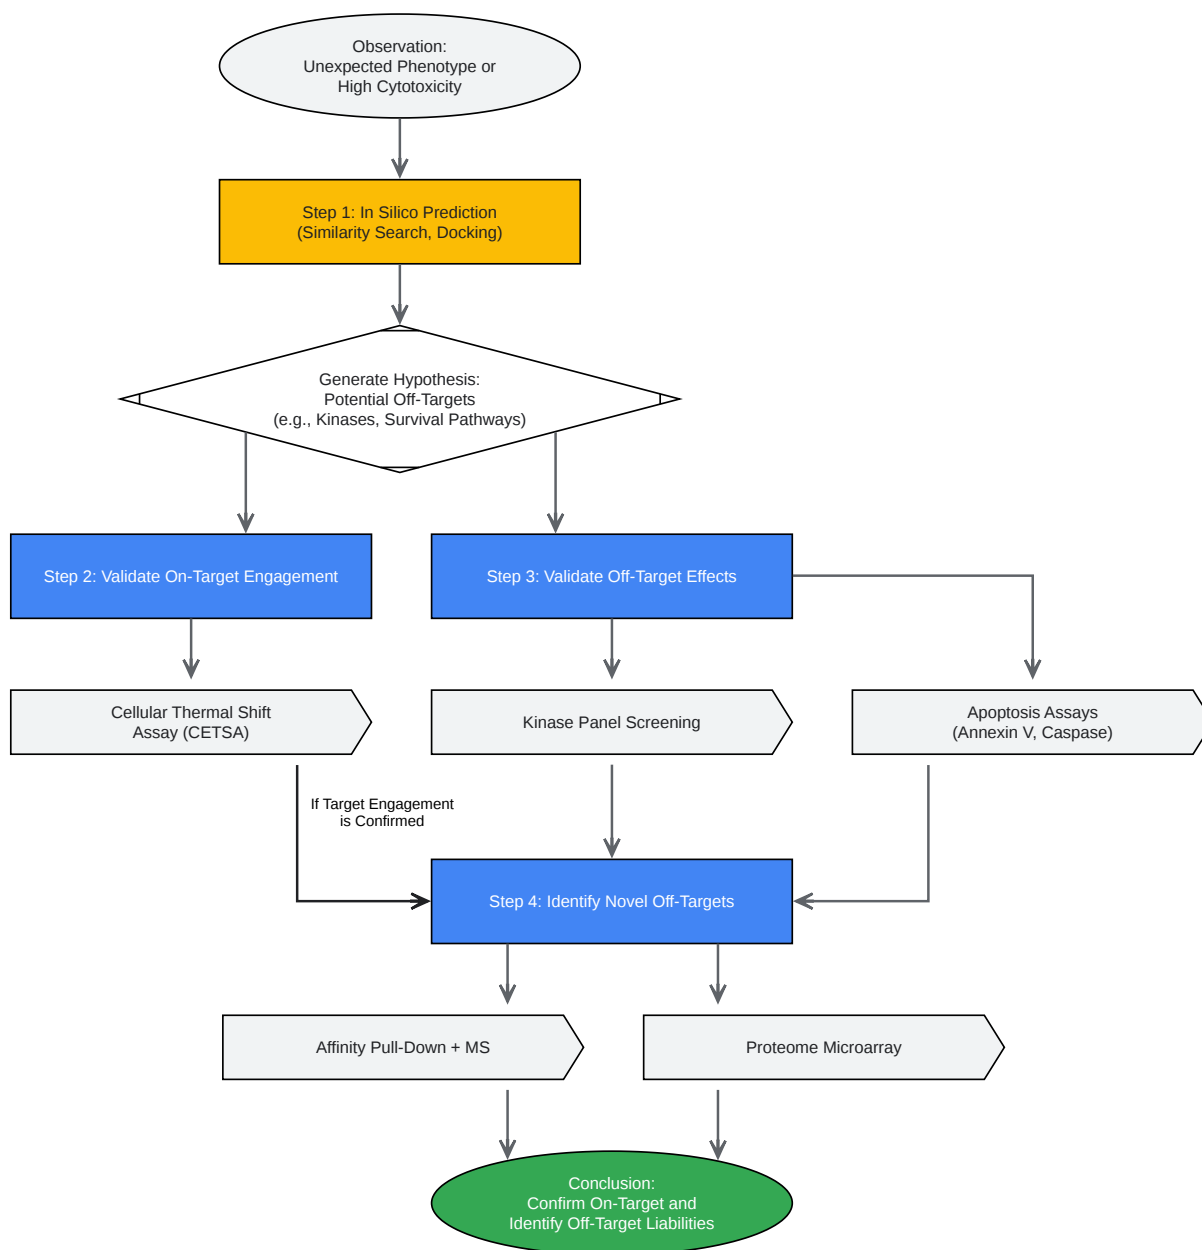 Observation:
Unexpected Phenotype or
High Cytotoxicity
Step 1: In Silico Prediction
(Similarity Search, Docking)
Generate Hypothesis:
Potential Off-Targets
(e.g., Kinases, Survival Pathways)
Step 2: Validate On-Target Engagement
Step 3: Validate Off-Target Effects
Cellular Thermal Shift
Assay (CETSA)
Kinase Panel Screening
Apoptosis Assays
(Annexin V, Caspase)
If Target Engagement
is Confirmed
Step 4: Identify Novel Off-Targets
Affinity Pull-Down + MS
Proteome Microarray
Conclusion:
Confirm On-Target and
Identify Off-Target Liabilities